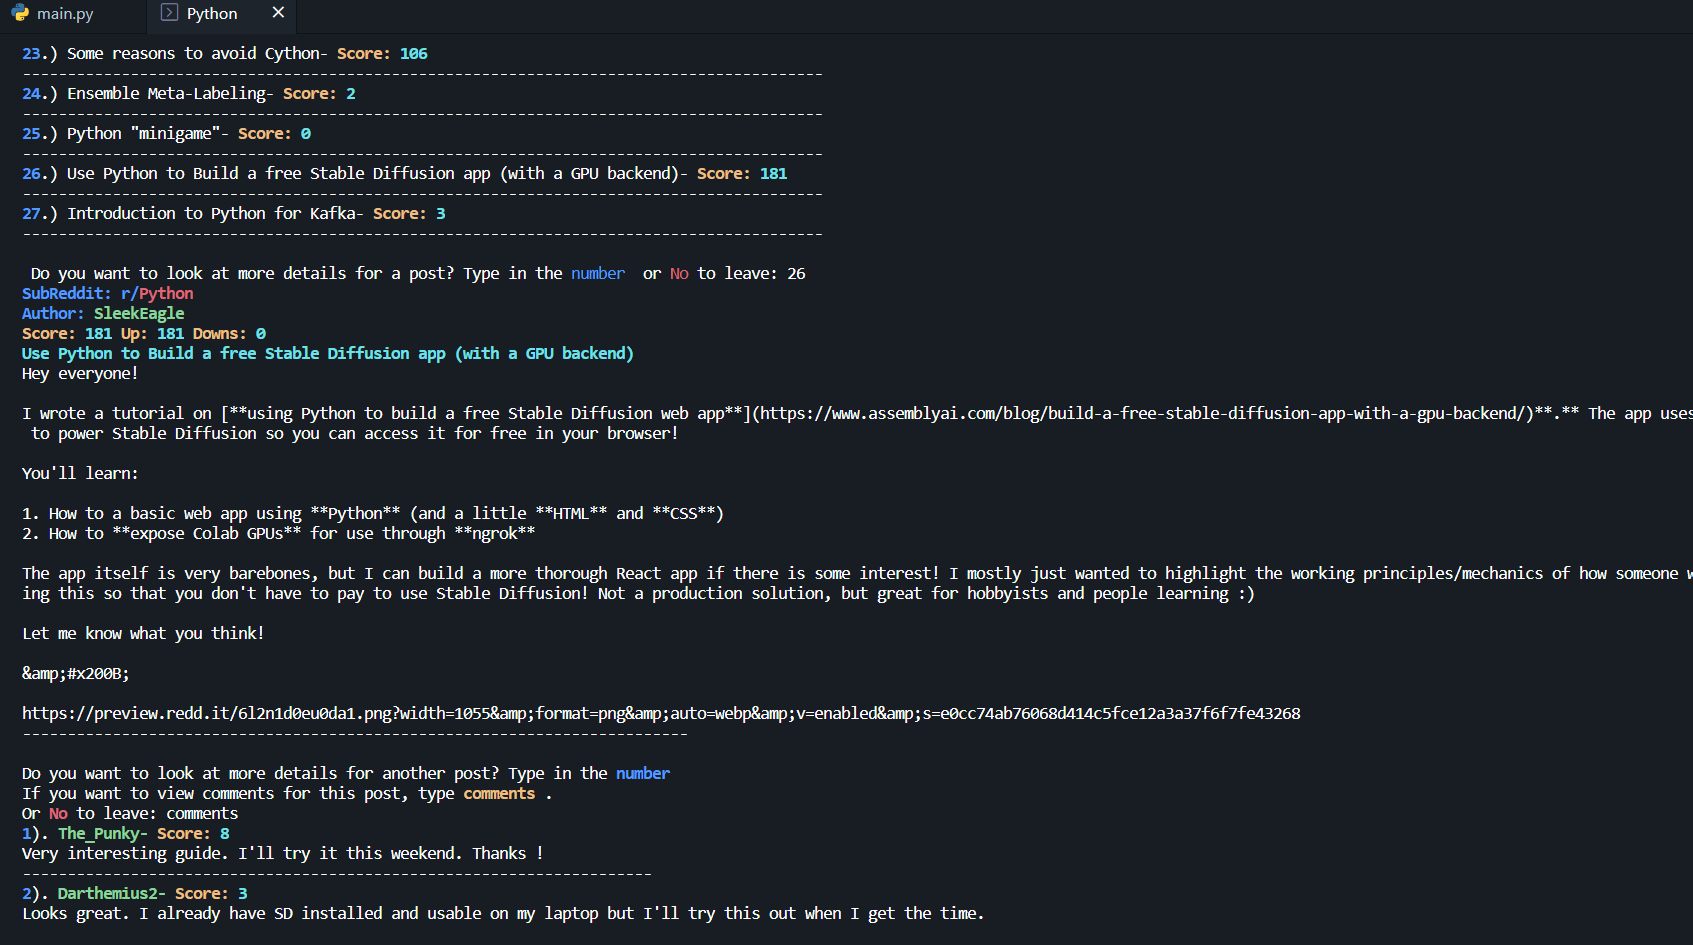 main.py Python ✕
23.) Some reasons to avoid Cython- Score: 106
-----------------------------------------------------------------------------------------
24.) Ensemble Meta-Labeling- Score: 2
-----------------------------------------------------------------------------------------
25.) Python "minigame"- Score: 0
-----------------------------------------------------------------------------------------
26.) Use Python to Build a free Stable Diffusion app (with a GPU backend)- Score: 181
-----------------------------------------------------------------------------------------
27.) Introduction to Python for Kafka- Score: 3
-----------------------------------------------------------------------------------------
Do you want to look at more details for a post? Type in the number  or No to leave: 26
SubReddit: r/Python
Author: SleekEagle
Score: 181 Up: 181 Downs: 0
Use Python to Build a free Stable Diffusion app (with a GPU backend)
Hey everyone!
I wrote a tutorial on [**using Python to build a free Stable Diffusion web app**](https://www.assemblyai.com/blog/build-a-free-stable-diffusion-app-with-a-gpu-backend/)**.** The app uses
to power Stable Diffusion so you can access it for free in your browser!
You'll learn:
1. How to a basic web app using **Python** (and a little **HTML** and **CSS**)
2. How to **expose Colab GPUs** for use through **ngrok**
The app itself is very barebones, but I can build a more thorough React app if there is some interest! I mostly just wanted to highlight the working principles/mechanics of how someone w
ing this so that you don't have to pay to use Stable Diffusion! Not a production solution, but great for hobbyists and people learning :)
Let me know what you think!
&amp;#x200B;
https://preview.redd.it/6l2n1d0eu0da1.png?width=1055&amp;format=png&amp;auto=webp&amp;v=enabled&amp;s=e0cc74ab76068d414c5fce12a3a37f6f7fe43268
--------------------------------------------------------------------------
Do you want to look at more details for another post? Type in the number
If you want to view comments for this post, type comments .
Or No to leave: comments
1). The_Punky- Score: 8
Very interesting guide. I'll try it this weekend. Thanks !
----------------------------------------------------------------------
2). Darthemius2- Score: 3
Looks great. I already have SD installed and usable on my laptop but I'll try this out when I get the time.